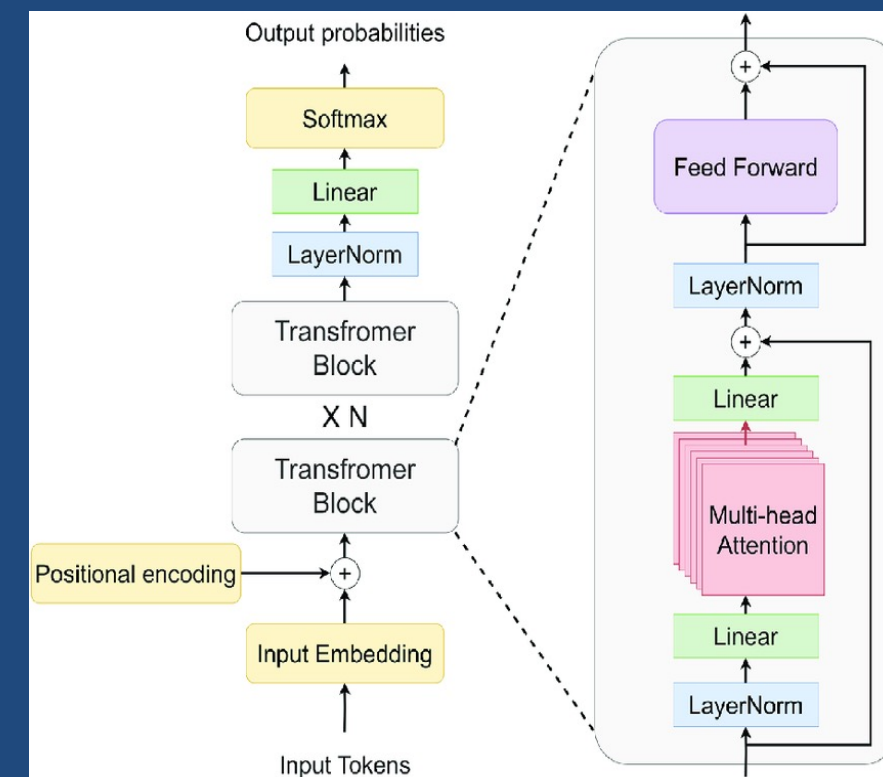 Output probabilities
Softmax
Linear
LayerNorm
Transfromer
Block
X N
Transfromer
Block
Positional encoding
+
Input Embedding
Input Tokens
+
Feed Forward
LayerNorm
+
Linear
Multi-head
Attention
Linear
LayerNorm